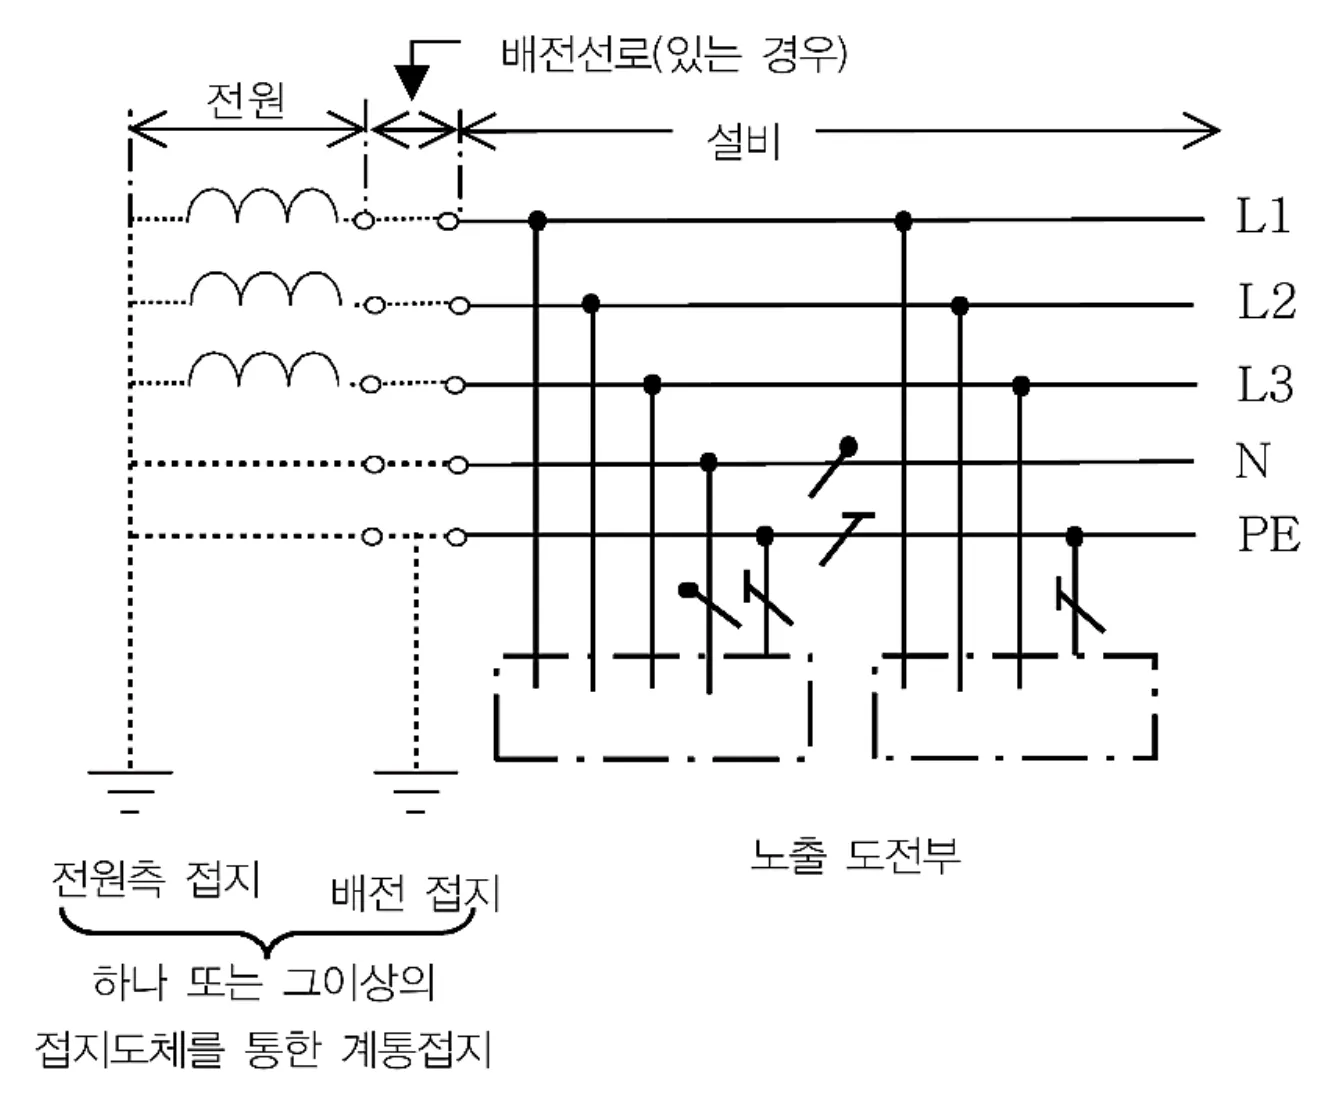 배전선로(있는 경우)
전원
설비
L1
L2
L3
N
PE
노출 도전부
전원측 접지
배전 접지
하나 또는 그이상의
접지도체를 통한 계통접지